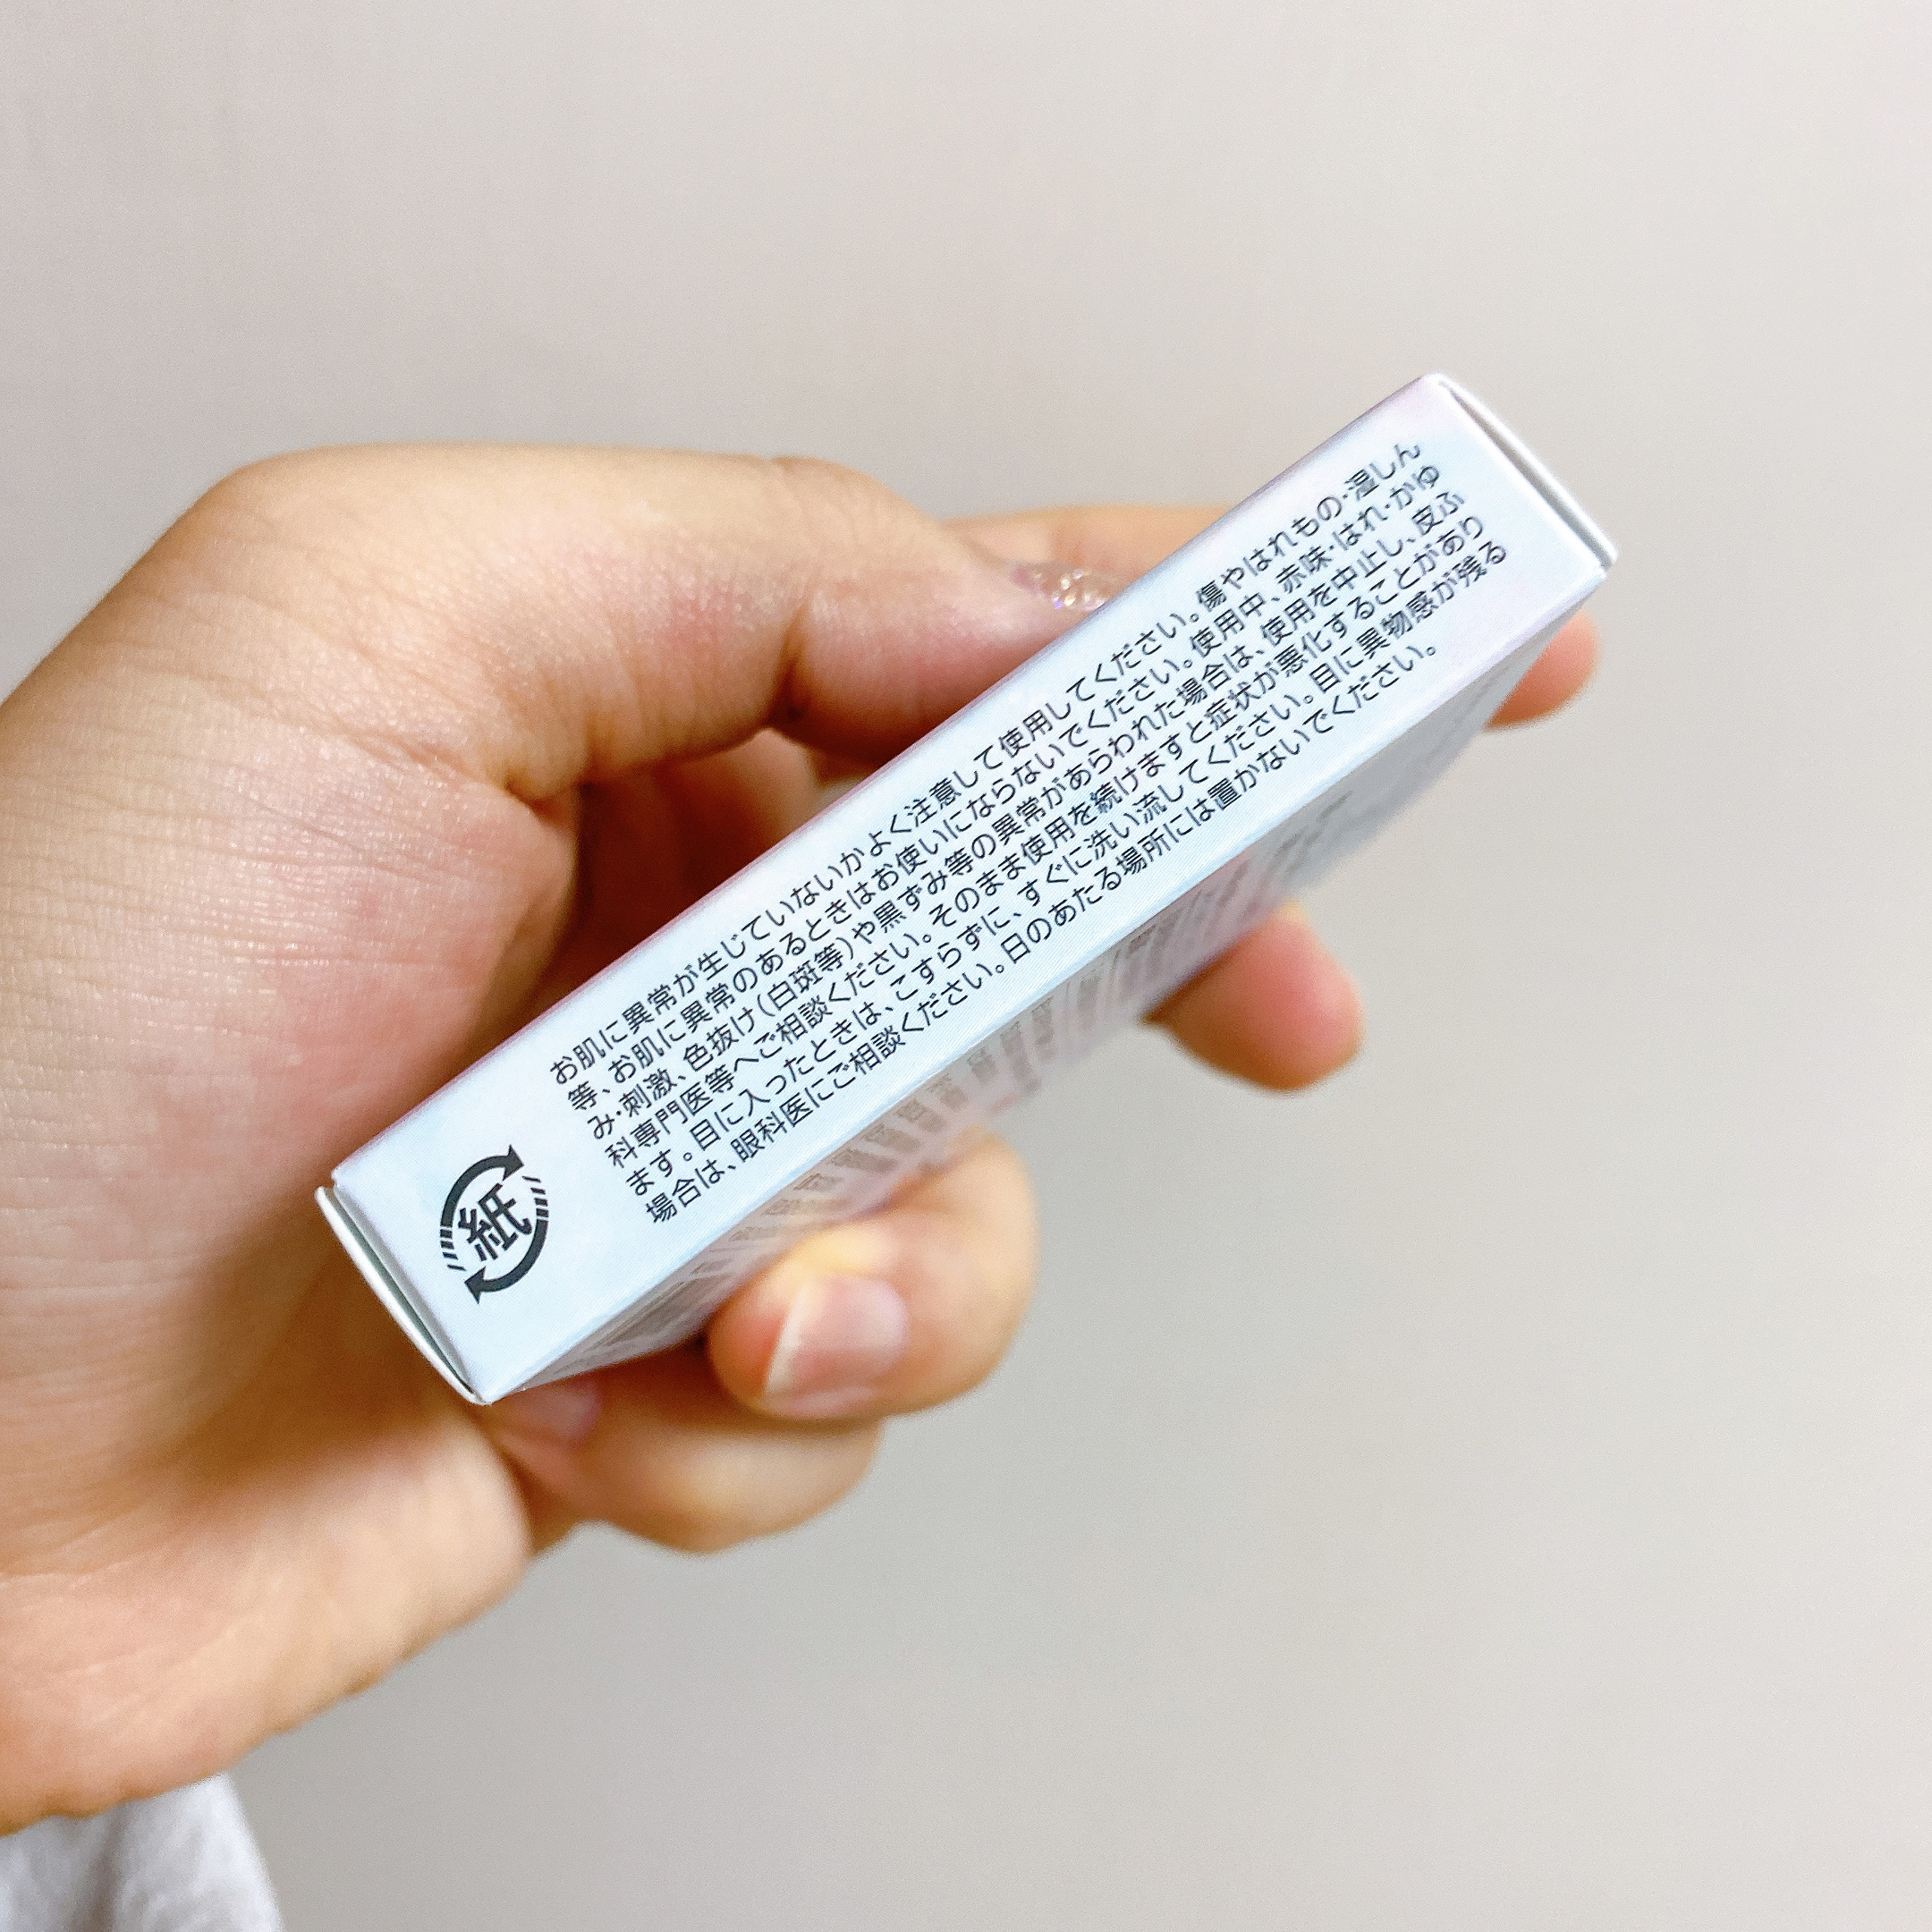 お肌に異常が生じていないかよく注意して使用してください。傷やはれもの・湿しん
等、お肌に異常のあるときはお使いにならないでください。使用中、赤味・はれ・かゆ
み・刺激、色抜け(白斑等)や黒ずみ等の異常があらわれた場合は、使用を中止し、皮ふ
科専門医等へご相談ください。そのまま使用を続けますと症状が悪化することがあり
ます。目に入ったときは、こすらずに、すぐに洗い流してください。目に異物感が残る
場合は、眼科医にご相談ください。日のあたる場所には置かないでください。
紙